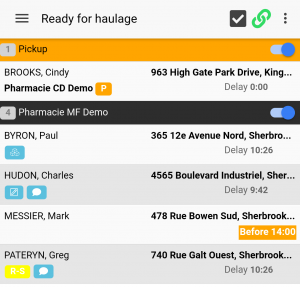 Ready for haulage
1 Pickup
BROOKS, Cindy 963 High Gate Park Drive, King...
Pharmacie CD Demo P Delay 0:00
4 Pharmacie MF Demo
BYRON, Paul 365 12e Avenue Nord, Sherbro...
Delay 10:26
HUDON, Charles 4565 Boulevard Industriel, Sher...
Delay 9:42
MESSIER, Mark 478 Rue Bowen Sud, Sherbrook...
Before 14:00
PATERYN, Greg 740 Rue Galt Ouest, Sherbrook...
Delay 10:26